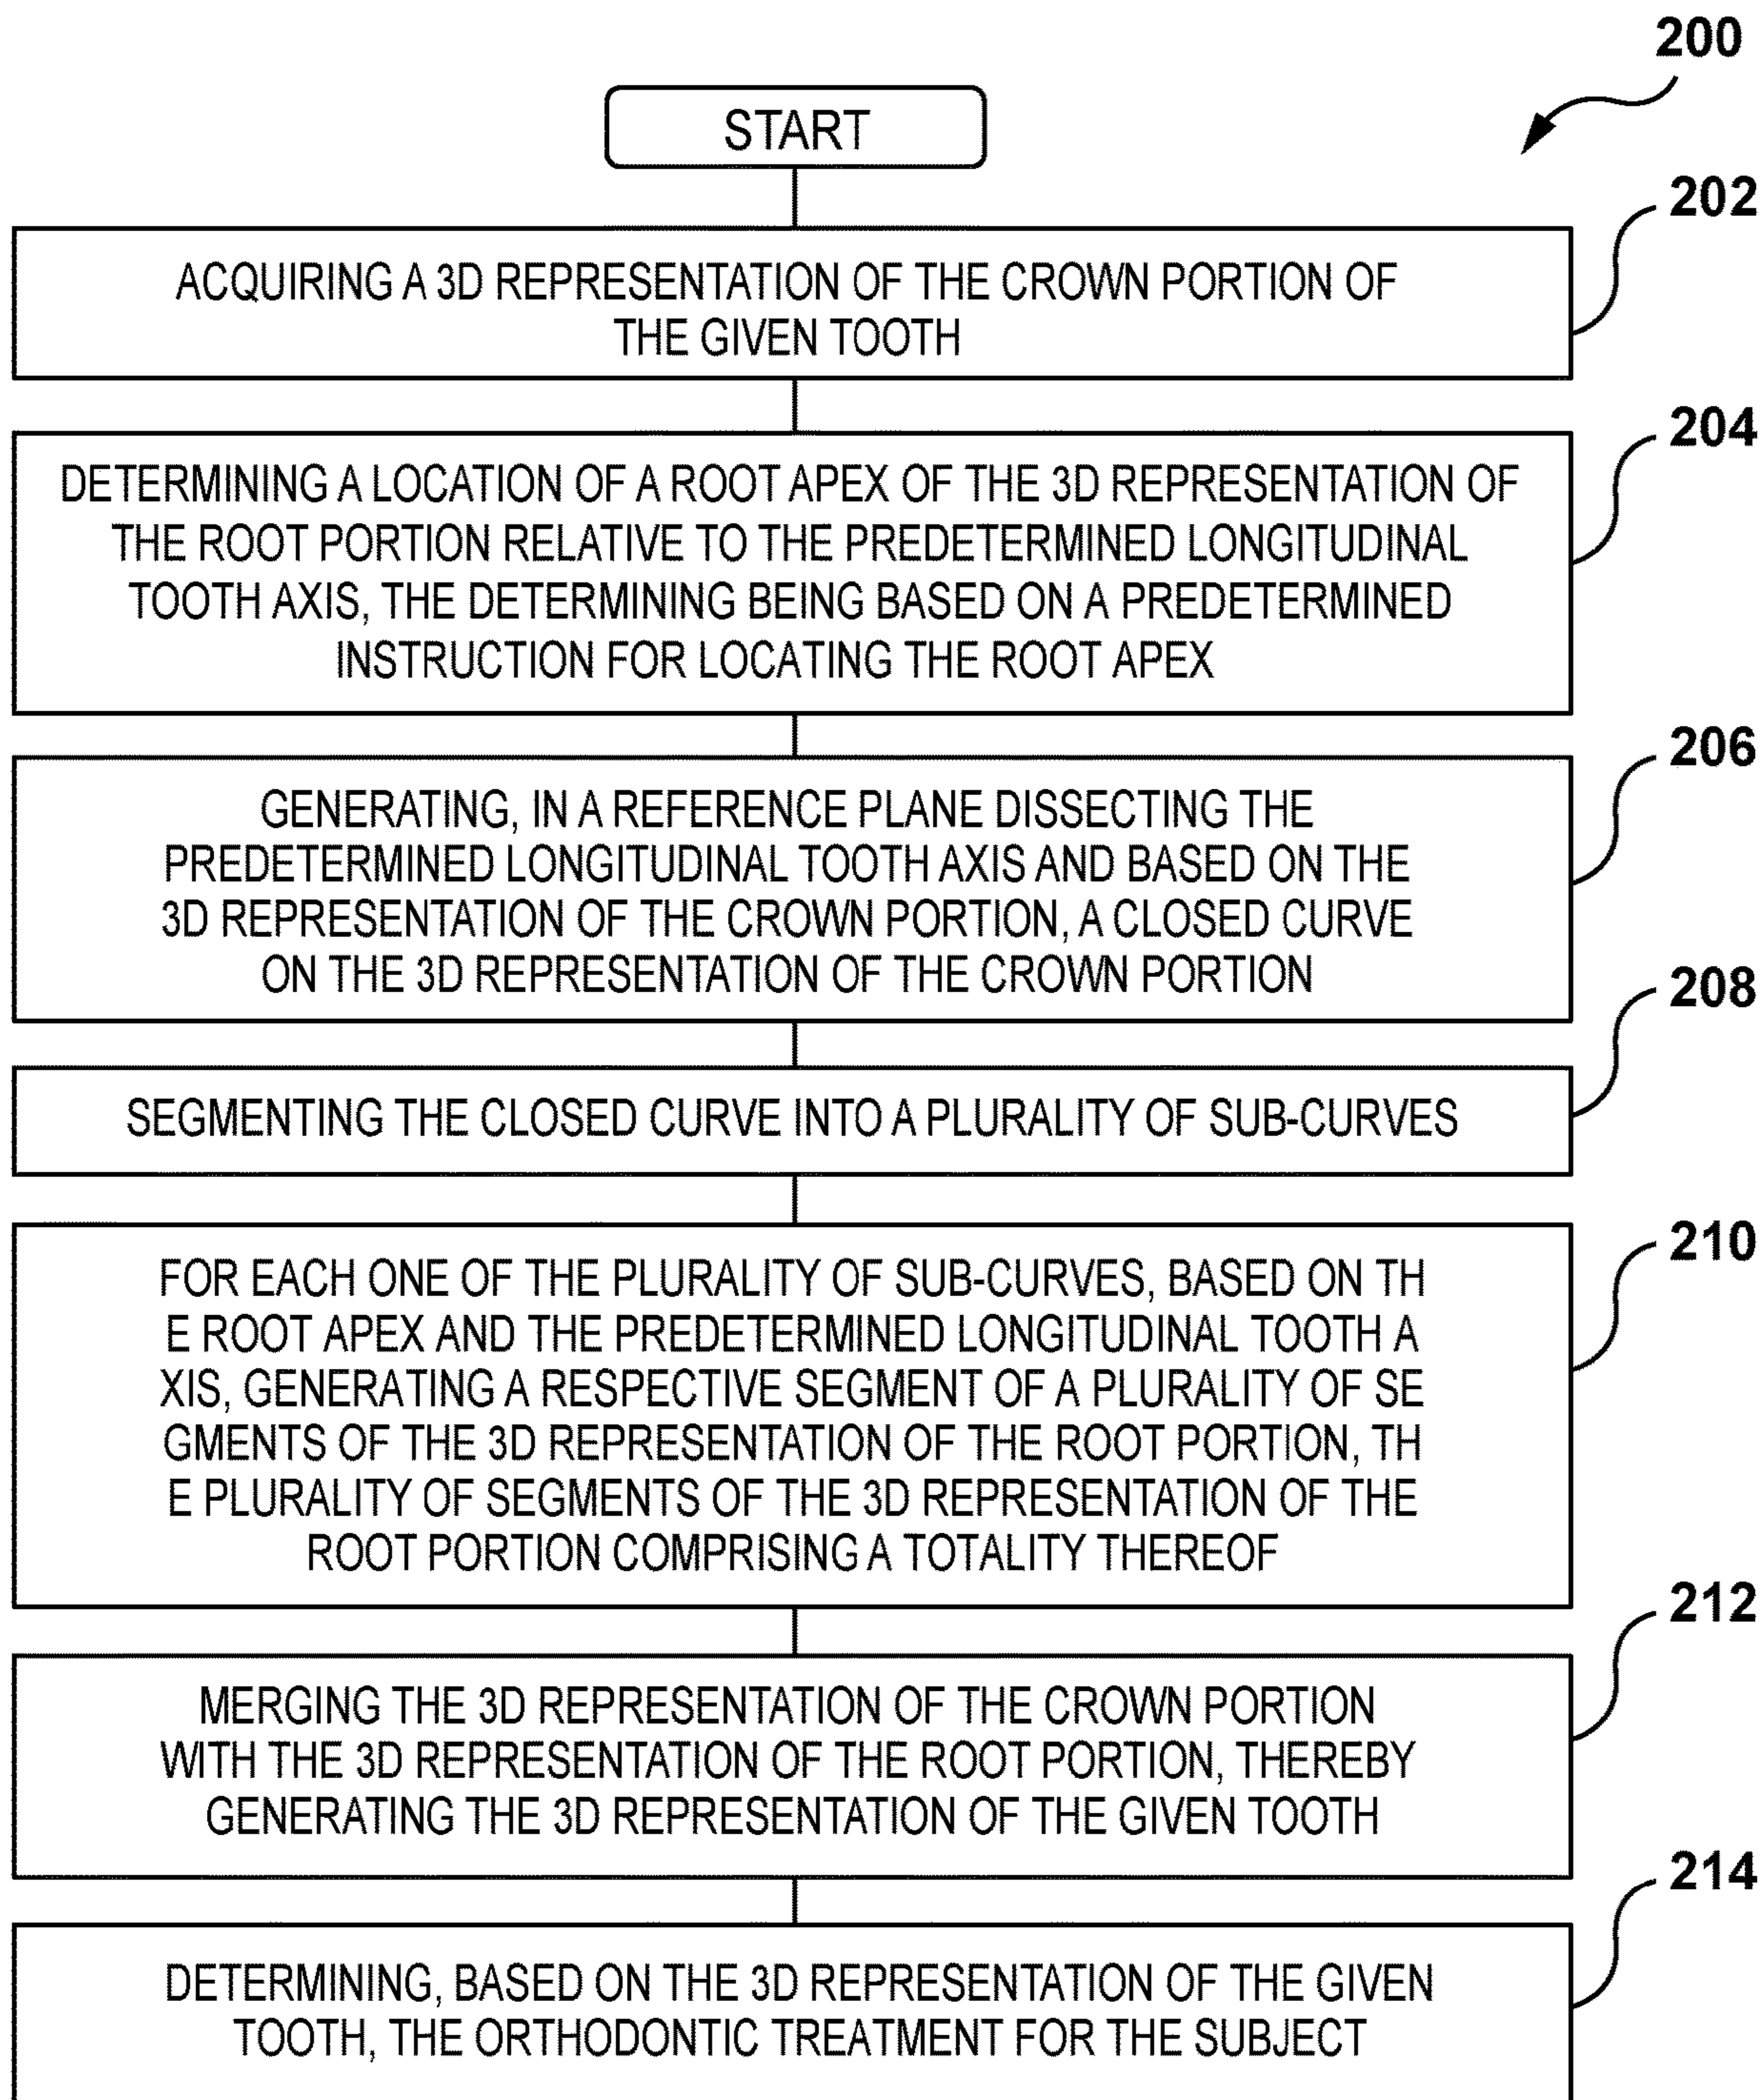 200
START
202
ACQUIRING A 3D REPRESENTATION OF THE CROWN PORTION OF
THE GIVEN TOOTH
204
DETERMINING A LOCATION OF A ROOT APEX OF THE 3D REPRESENTATION OF
THE ROOT PORTION RELATIVE TO THE PREDETERMINED LONGITUDINAL
TOOTH AXIS, THE DETERMINING BEING BASED ON A PREDETERMINED
INSTRUCTION FOR LOCATING THE ROOT APEX
206
GENERATING, IN A REFERENCE PLANE DISSECTING THE
PREDETERMINED LONGITUDINAL TOOTH AXIS AND BASED ON THE
3D REPRESENTATION OF THE CROWN PORTION, A CLOSED CURVE
ON THE 3D REPRESENTATION OF THE CROWN PORTION
208
SEGMENTING THE CLOSED CURVE INTO A PLURALITY OF SUB-CURVES
210
FOR EACH ONE OF THE PLURALITY OF SUB-CURVES, BASED ON TH
E ROOT APEX AND THE PREDETERMINED LONGITUDINAL TOOTH A
XIS, GENERATING A RESPECTIVE SEGMENT OF A PLURALITY OF SE
GMENTS OF THE 3D REPRESENTATION OF THE ROOT PORTION, TH
E PLURALITY OF SEGMENTS OF THE 3D REPRESENTATION OF THE
ROOT PORTION COMPRISING A TOTALITY THEREOF
212
MERGING THE 3D REPRESENTATION OF THE CROWN PORTION
WITH THE 3D REPRESENTATION OF THE ROOT PORTION, THEREBY
GENERATING THE 3D REPRESENTATION OF THE GIVEN TOOTH
214
DETERMINING, BASED ON THE 3D REPRESENTATION OF THE GIVEN
TOOTH, THE ORTHODONTIC TREATMENT FOR THE SUBJECT